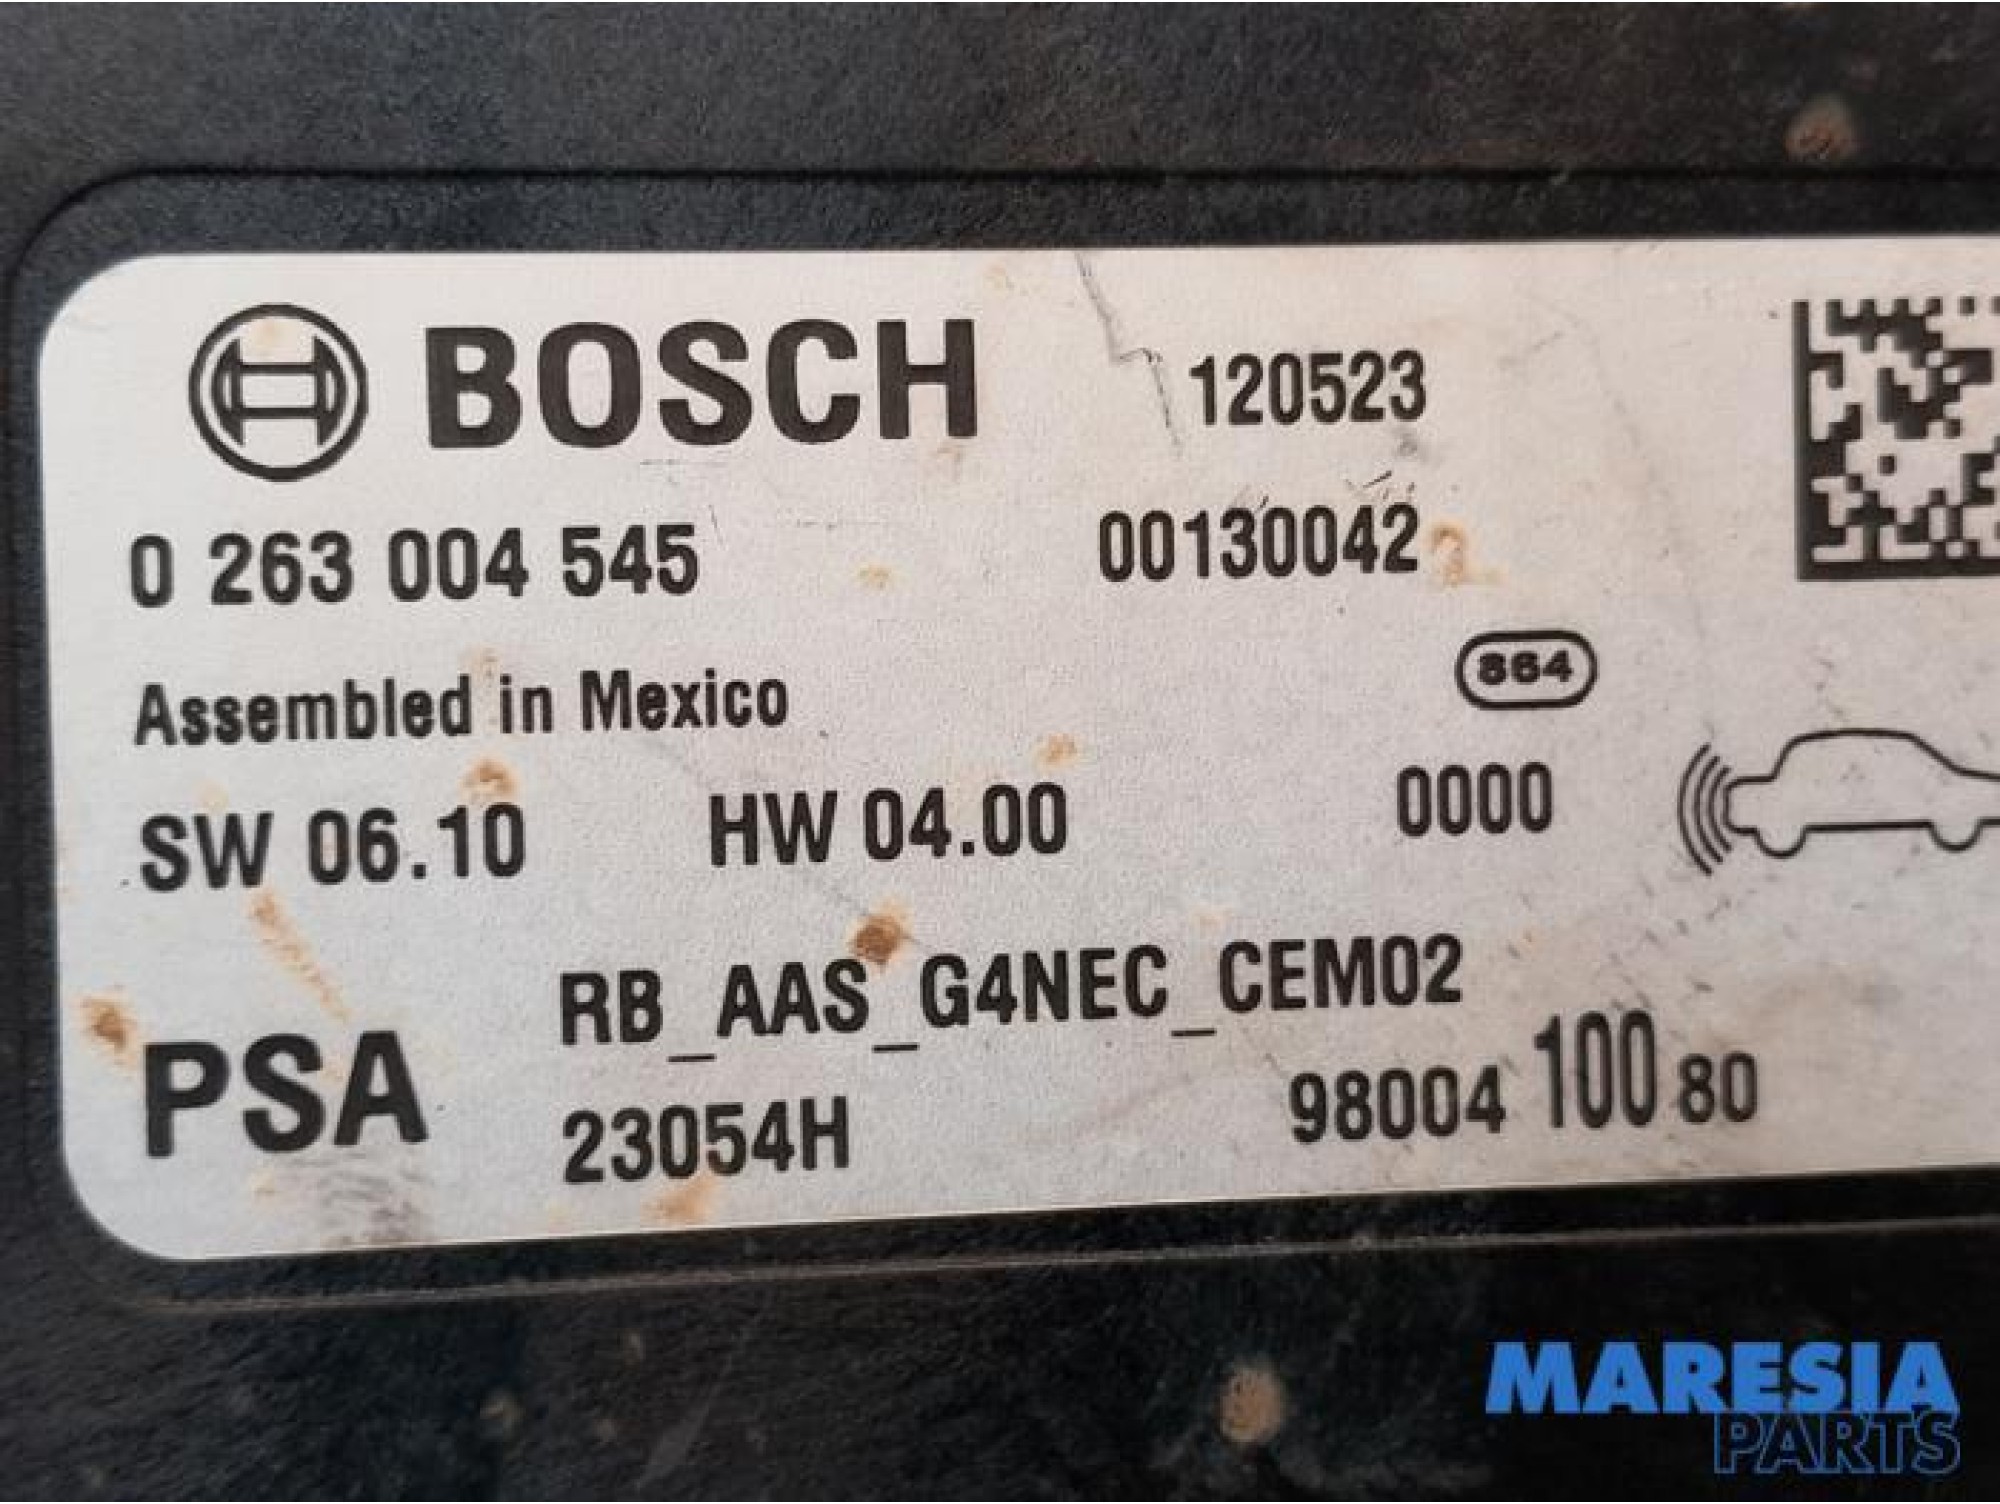 BOSCH 120523
0 263 004 545 00130042
Assembled in Mexico 864
SW 06.10 HW 04.00 0000
RB_AAS_G4NEC_CEM02
PSA 23054H 98004 100 80
MARESIA
PARTS